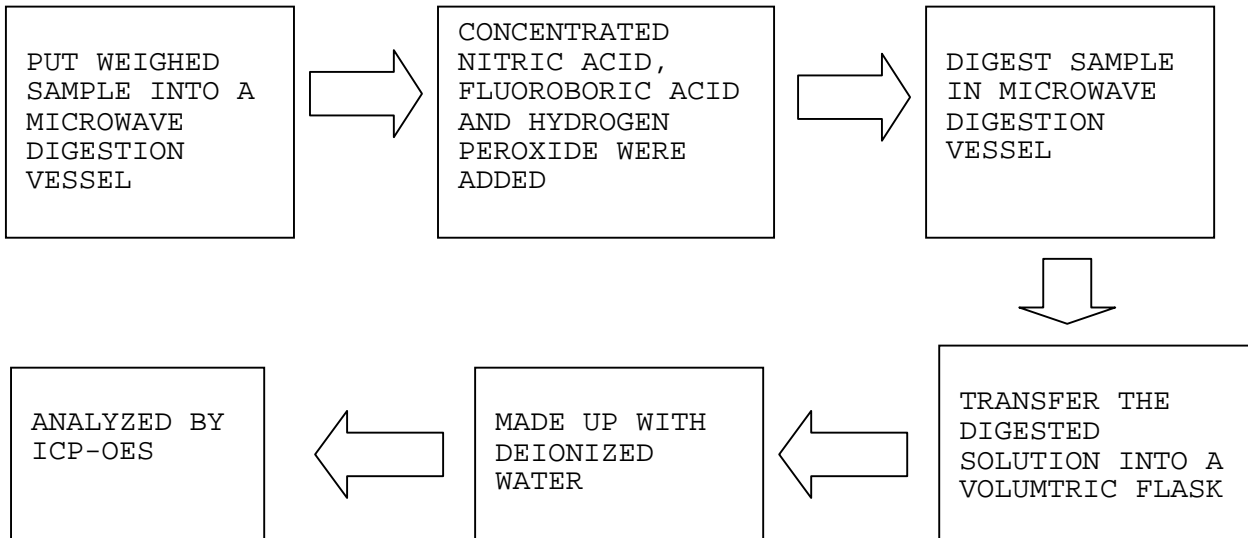 PUT WEIGHED
SAMPLE INTO A
MICROWAVE
DIGESTION
VESSEL
CONCENTRATED
NITRIC ACID,
FLUOROBORIC ACID
AND HYDROGEN
PEROXIDE WERE
ADDED
DIGEST SAMPLE
IN MICROWAVE
DIGESTION
VESSEL
TRANSFER THE
DIGESTED
SOLUTION INTO A
VOLUMTRIC FLASK
MADE UP WITH
DEIONIZED
WATER
ANALYZED BY
ICP-OES